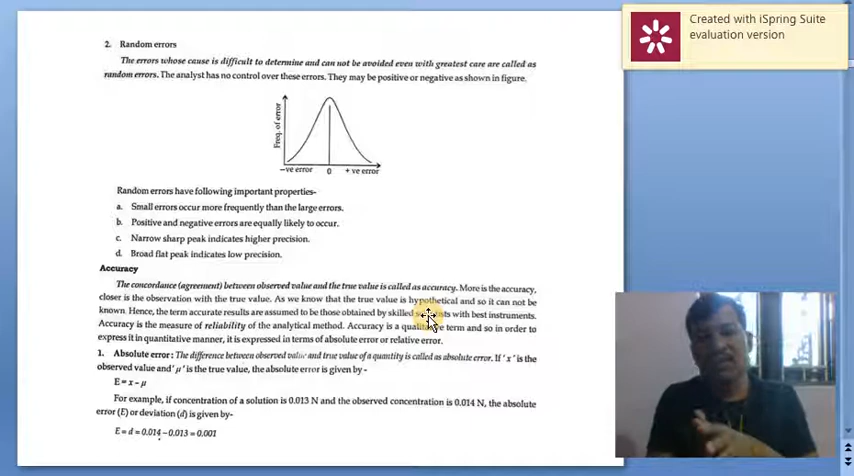 Created with iSpring Suite
evaluation version
2. Random errors
The errors whose cause is difficult to determine and can not be avoided even with greatest care are called as
random errors. The analyst has no control over these errors. They may be positive or negative as shown in figure.
Freq. of error
−ve error 0 + ve error
Random errors have following important properties-
a. Small errors occur more frequently than the large errors.
b. Positive and negative errors are equally likely to occur.
c. Narrow sharp peak indicates higher precision.
d. Broad flat peak indicates low precision.
Accuracy
The concordance (agreement) between observed value and the true value is called as accuracy. More is the accuracy,
closer is the observation with the true value. As we know that the true value is hypothetical and so it can not be
known. Hence, the term accurate results are assumed to be those obtained by skilled with best instruments.
Accuracy is the measure of reliability of the analytical method. Accuracy is a qualitative term and so in order to
express it in quantitative manner, it is expressed in terms of absolute error or relative error.
1. Absolute error : The difference between observed value and true value of a quantity is called as absolute error. If 'x' is the
observed value and 'μ' is the true value, the absolute error is given by -
E = x - μ
For example, if concentration of a solution is 0.013 N and the observed concentration is 0.014 N, the absolute
error (E) or deviation (d) is given by-
E = d = 0.014 − 0.013 = 0.001